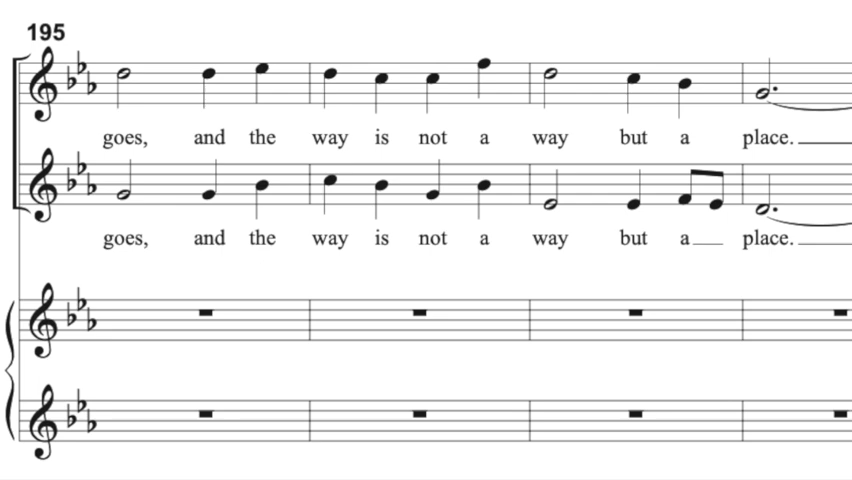 195
goes, and the way is not a way but a place.
goes, and the way is not a way but a place.